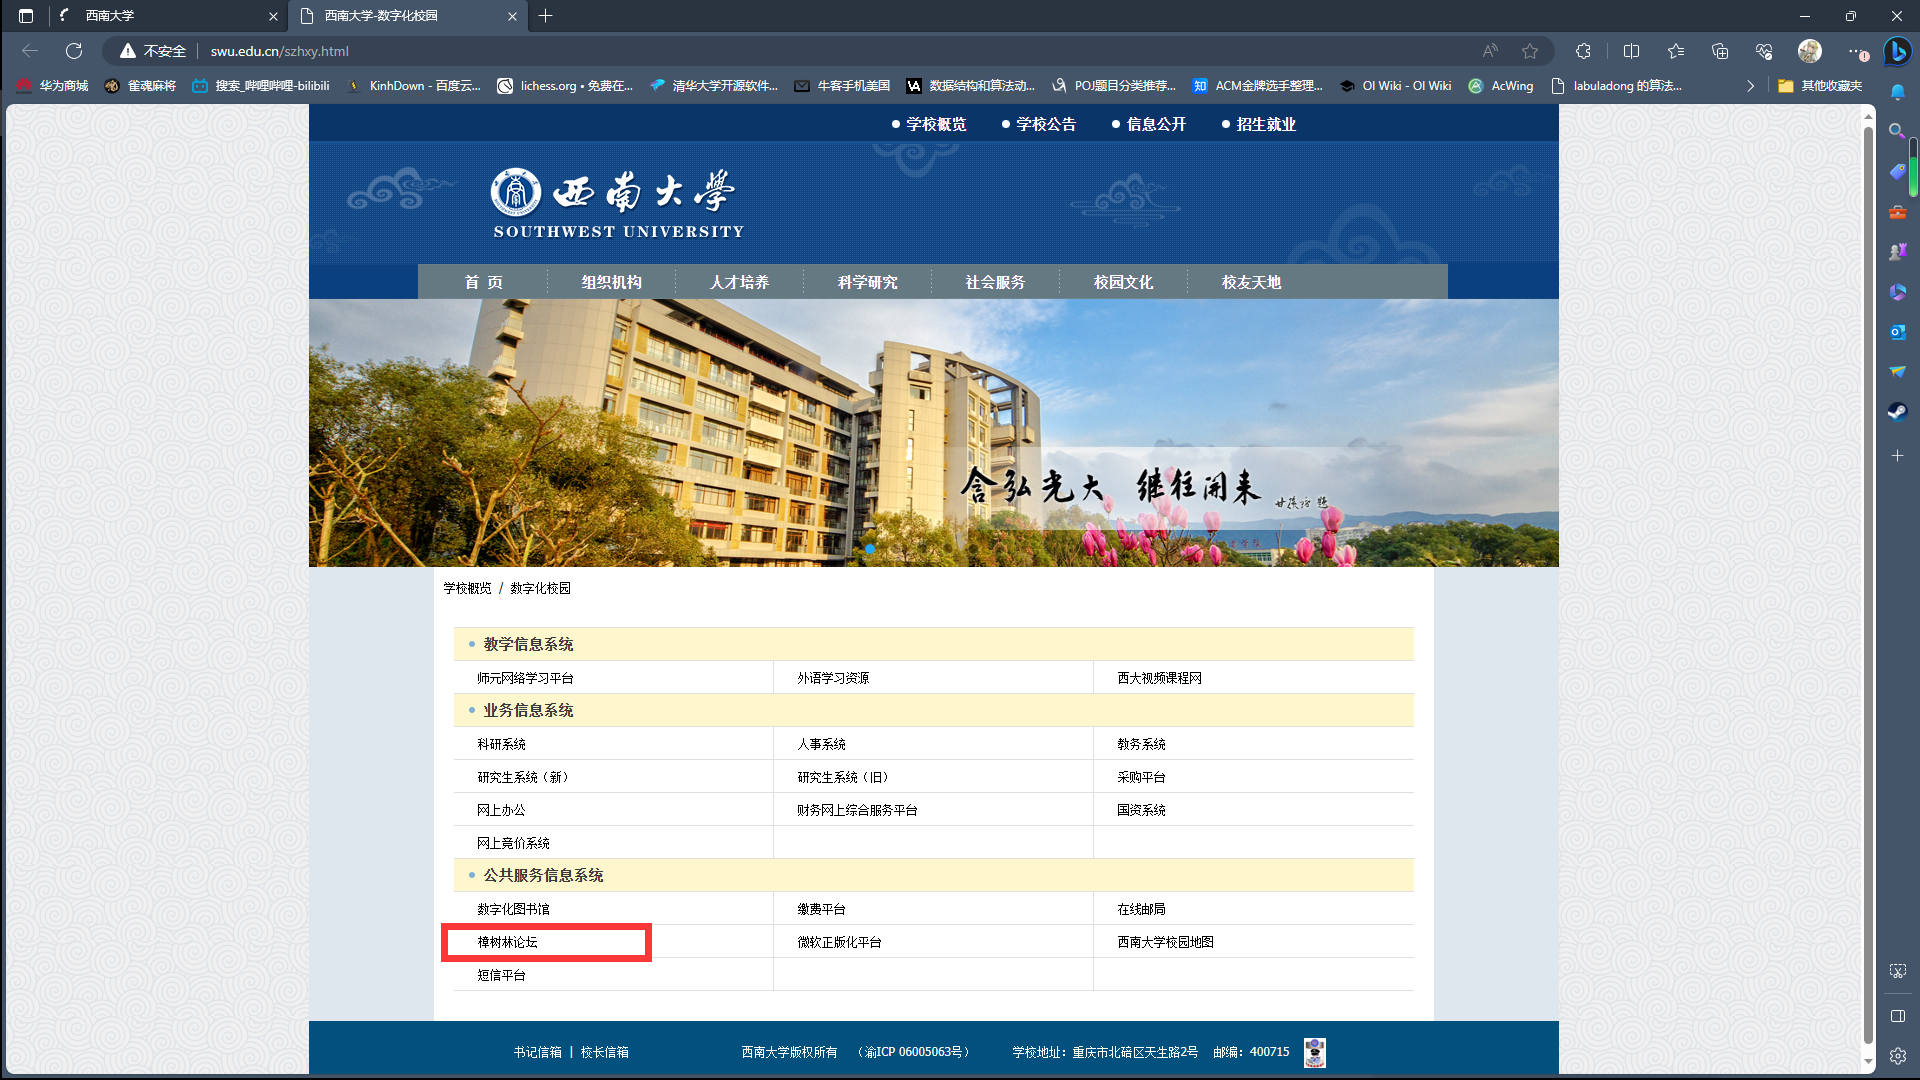 西南大学
西南大学-数字化校园
不安全
swu.edu.cn/szhxy.html
华为商城
雀魂麻将
搜索_哔哩哔哩-bilibili
KinhDown - 百度云...
lichess.org • 免费在...
清华大学开源软件...
牛客手机美国
数据结构和算法动...
POJ题目分类推荐...
ACM金牌选手整理...
OI Wiki - OI Wiki
AcWing
labuladong 的算法...
其他收藏夹
学校概览
学校公告
信息公开
招生就业
西南大學
SOUTHWEST UNIVERSITY
首 页
组织机构
人才培养
科学研究
社会服务
校园文化
校友天地
含弘光大 继往开来
学校概览 / 数字化校园
教学信息系统
师元网络学习平台
外语学习资源
西大视频课程网
业务信息系统
科研系统
人事系统
教务系统
研究生系统（新）
研究生系统（旧）
采购平台
网上办公
财务网上综合服务平台
国资系统
网上竞价系统
公共服务信息系统
数字化图书馆
缴费平台
在线邮局
樟树林论坛
微软正版化平台
西南大学校园地图
短信平台
书记信箱 | 校长信箱
西南大学版权所有 （渝ICP 06005063号）
学校地址：重庆市北碚区天生路2号 邮编：400715